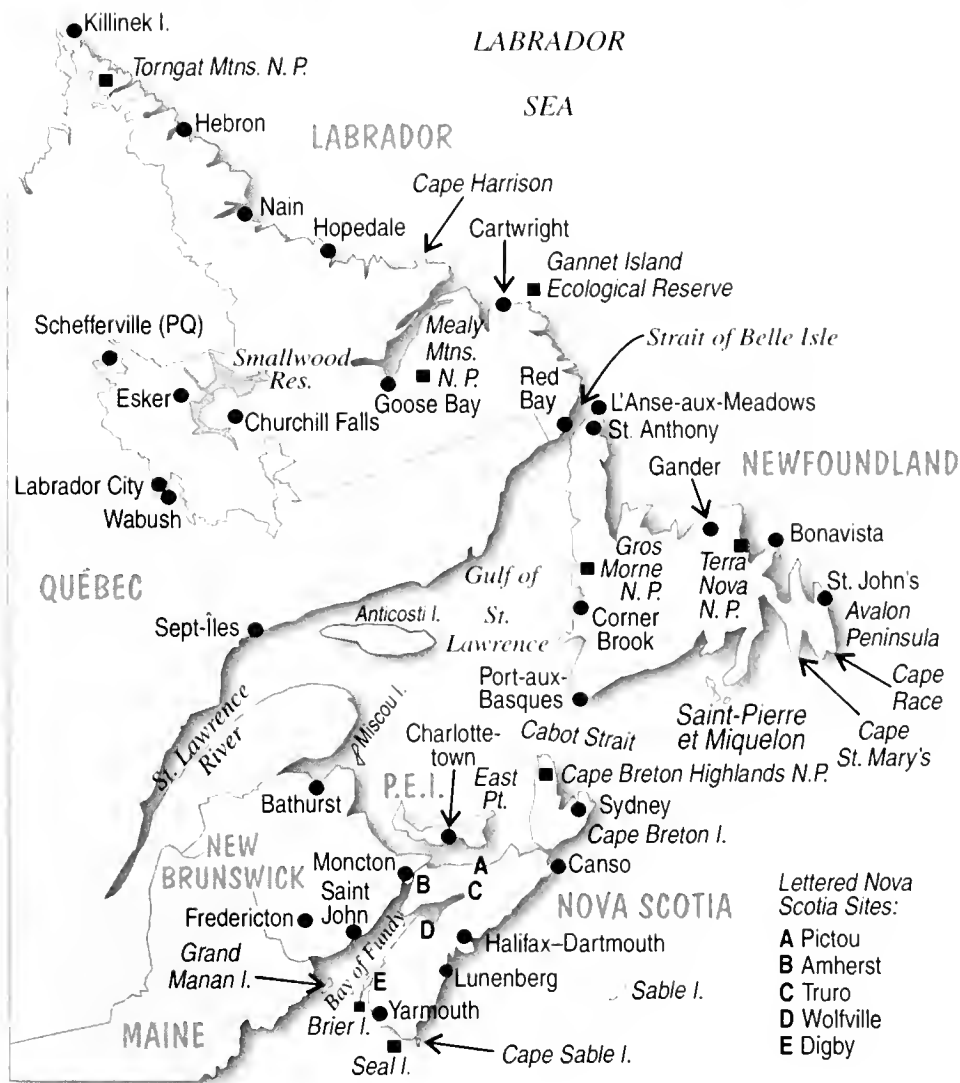 Killinek I.
LABRADOR
SEA
Torngat Mtns. N. P.
Hebron
LABRADOR
Cape Harrison
Nain
Hopedale
Cartwright
Gannet Island
Ecological Reserve
Schefferville (PQ)
Smallwood
Res.
Mealy
Mtns.
N. P.
Strait of Belle Isle
Esker
Churchill Falls
Goose Bay
Red
Bay
L'Anse-aux-Meadows
St. Anthony
Labrador City
Wabush
Gander
NEWFOUNDLAND
Bonavista
Gros
Morne
N. P.
Terra
Nova
N. P.
St. John's
Avalon
Peninsula
QUÉBEC
Gulf of
St.
Lawrence
Anticosti I.
Sept-Îles
Corner
Brook
Port-aux-
Basques
Cape
Race
Cape
St. Mary's
Saint-Pierre
et Miquelon
Cabot Strait
St. Lawrence
River
Miscou I.
Charlotte-
town
P.E.I.
East
Pt.
Cape Breton Highlands N.P.
Bathurst
Sydney
Cape Breton I.
NEW
BRUNSWICK
Moncton
Saint
John
A
B
C
Canso
Fredericton
NOVA SCOTIA
D
Halifax–Dartmouth
Grand
Manan I.
Bay of Fundy
Lunenberg
E
Sable I.
Brier I.
Yarmouth
MAINE
Seal I.
Cape Sable I.
Lettered Nova
Scotia Sites:
A Pictou
B Amherst
C Truro
D Wolfville
E Digby